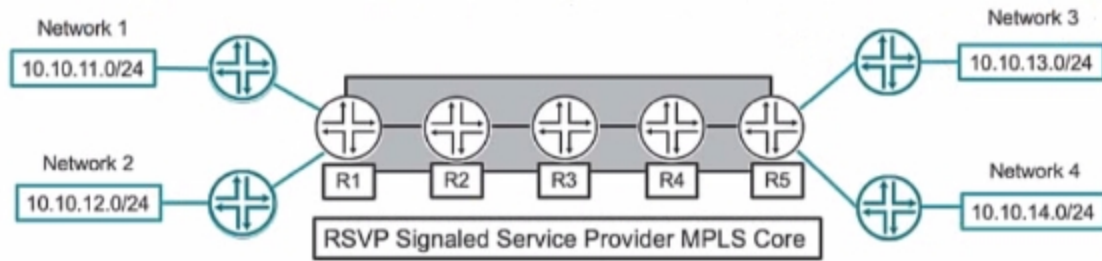 Network 1
10.10.11.0/24
Network 3
10.10.13.0/24
Network 2
10.10.12.0/24
R1
R2
R3
R4
R5
Network 4
10.10.14.0/24
RSVP Signaled Service Provider MPLS Core